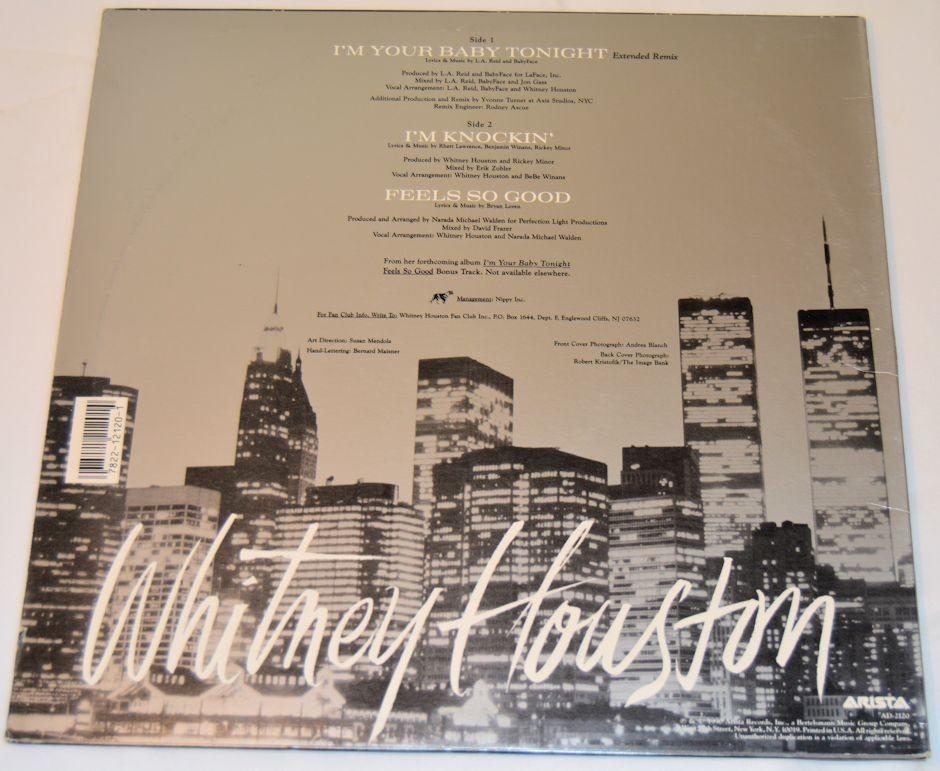 Side 1
I'M YOUR BABY TONIGHT Extended Remix
Lyrics & Music by L.A. Reid and BabyFace
Produced by L.A. Reid and BabyFace for LaFace, Inc.
Mixed by L.A. Reid, BabyFace and Jon Gass
Vocal Arrangement: L.A. Reid, BabyFace and Whitney Houston
Additional Production and Remix by Yvonne Turner at Axis Studios, NYC
Remix Engineer: Rodney Ascue
Side 2
I'M KNOCKIN'
Lyrics & Music by Rhett Lawrence, Benjamin Winans, Rickey Minor
Produced by Whitney Houston and Rickey Minor
Mixed by Erik Zobler
Vocal Arrangement: Whitney Houston and BeBe Winans
FEELS SO GOOD
Lyrics & Music by Bryan Loren
Produced and Arranged by Narada Michael Walden for Perfection Light Productions
Mixed by David Frazer
Vocal Arrangement: Whitney Houston and Narada Michael Walden
From her forthcoming album I'm Your Baby Tonight
Feels So Good Bonus Track. Not available elsewhere.
Management: Nippy Inc.
For Fan Club Info, Write To: Whitney Houston Fan Club Inc., P.O. Box 1644, Dept. F, Englewood Cliffs, NJ 07632
Art Direction: Susan Mendola
Hand-Lettering: Bernard Maisner
Front Cover Photograph: Andrea Blanch
Back Cover Photograph:
Robert Kristofik/The Image Bank
7822-12120-1
Whitney Houston
ARISTA
AD-2120
1990 Arista Records, Inc., a Bertelsmann Music Group Company,
Street, New York, N.Y. 10019. Printed in U.S.A. All rights reserved.
Unauthorized duplication is a violation of applicable laws.